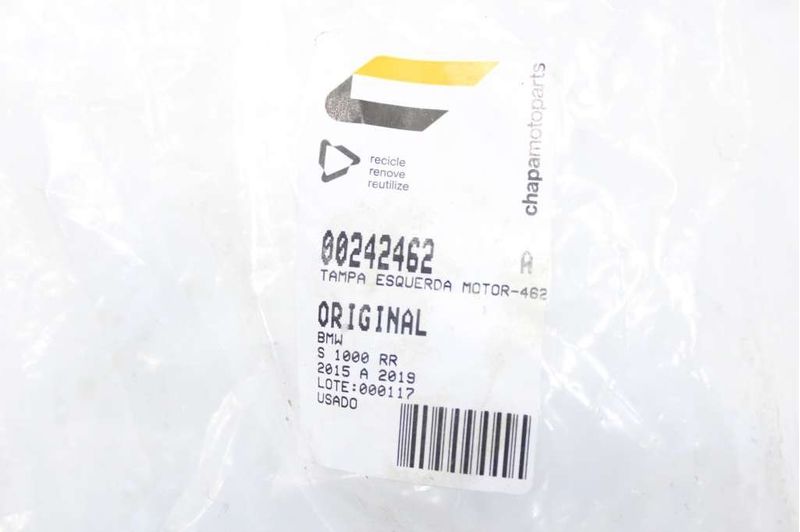 recicle
renove
reutilize
chapamotoparts
00242462 A
TAMPA ESQUERDA MOTOR-462
ORIGINAL
BMW
S 1000 RR
2015 A 2019
LOTE:000117
USADO